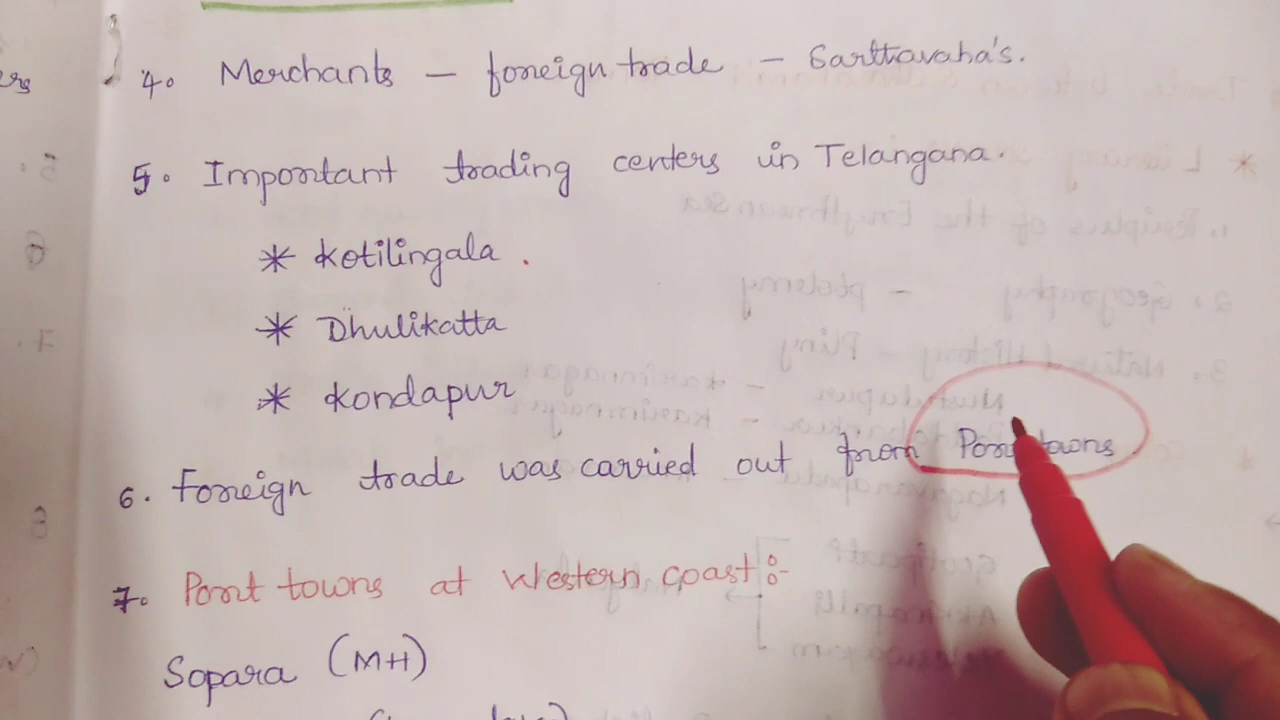 4. Merchants - foreign trade - Sarttavaha's.
5. Important trading centers in Telangana.
* Kotilingala.
* Dhulikatta
* Kondapur
6. Foreign trade was carried out from Port towns.
7. Port towns at western coast :-
Sopara (MH)